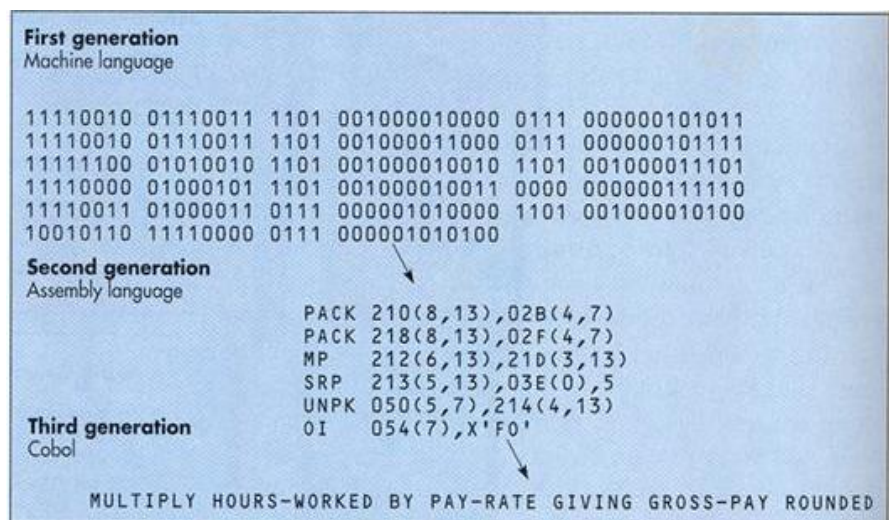 First generation
Machine language
11110010 01110011 1101 001000010000 0111 000000101011
11110010 01110011 1101 001000011000 0111 000000101111
11111100 01010010 1101 001000010010 1101 001000011101
11110000 01000101 1101 001000010011 0000 000000111110
11110011 01000011 0111 000001010000 1101 001000010100
10010110 11110000 0111 000001010100
Second generation
Assembly language
PACK 210(8,13),02B(4,7)
PACK 218(8,13),02F(4,7)
MP 212(6,13),21D(3,13)
SRP 213(5,13),03E(0),5
UNPK 050(5,7),214(4,13)
OI 054(7),X'F0'
Third generation
Cobol
MULTIPLY HOURS-WORKED BY PAY-RATE GIVING GROSS-PAY ROUNDED